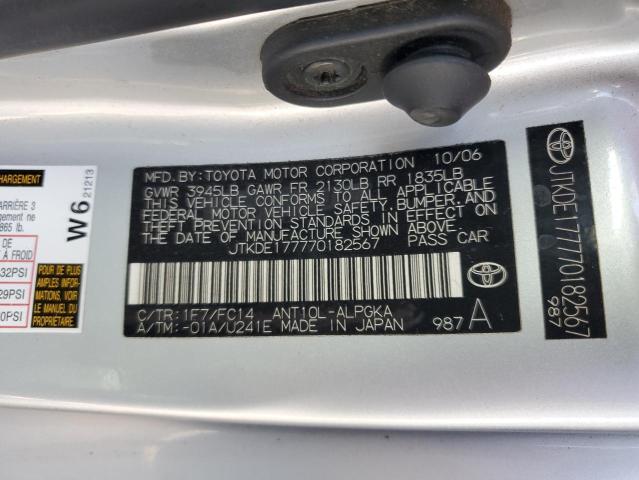 HARGEMENT
ARRIÈRE 3
gement ne
865 lb.
DE
À FROID
32PSI
29PSI
0PSI
W6
21213
POUR PLUS
AMPLES INFOR-
MATIONS,
VOIR LE
GUIDE DU
MFD.BY:TOYOTA MOTOR CORPORATION 10/06
GVWR 3945LB GAWR FR 2130LB RR 1835LB
THIS VEHICLE CONFORMS TO ALL APPLICABLE
FEDERAL MOTOR VEHICLE SAFETY, BUMPER, AND
THEFT PREVENTION STANDARDS IN EFFECT ON
THE DATE OF MANUFACTURE SHOWN ABOVE.
JTKDE177770182567 PASS CAR
C/TR:1F7/FC14 ANT10L-ALPGKA
A/TM:-01A/U241E MADE IN JAPAN 987 A
JTKDE177770182567
987